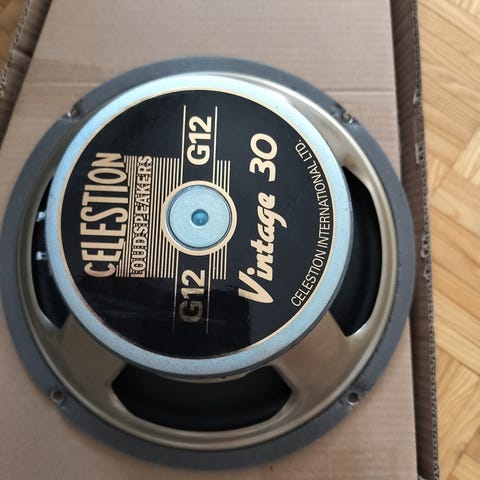 CELESTION
LOUDSPEAKERS
G12
G12
Vintage 30
CELESTION INTERNATIONAL LTD.